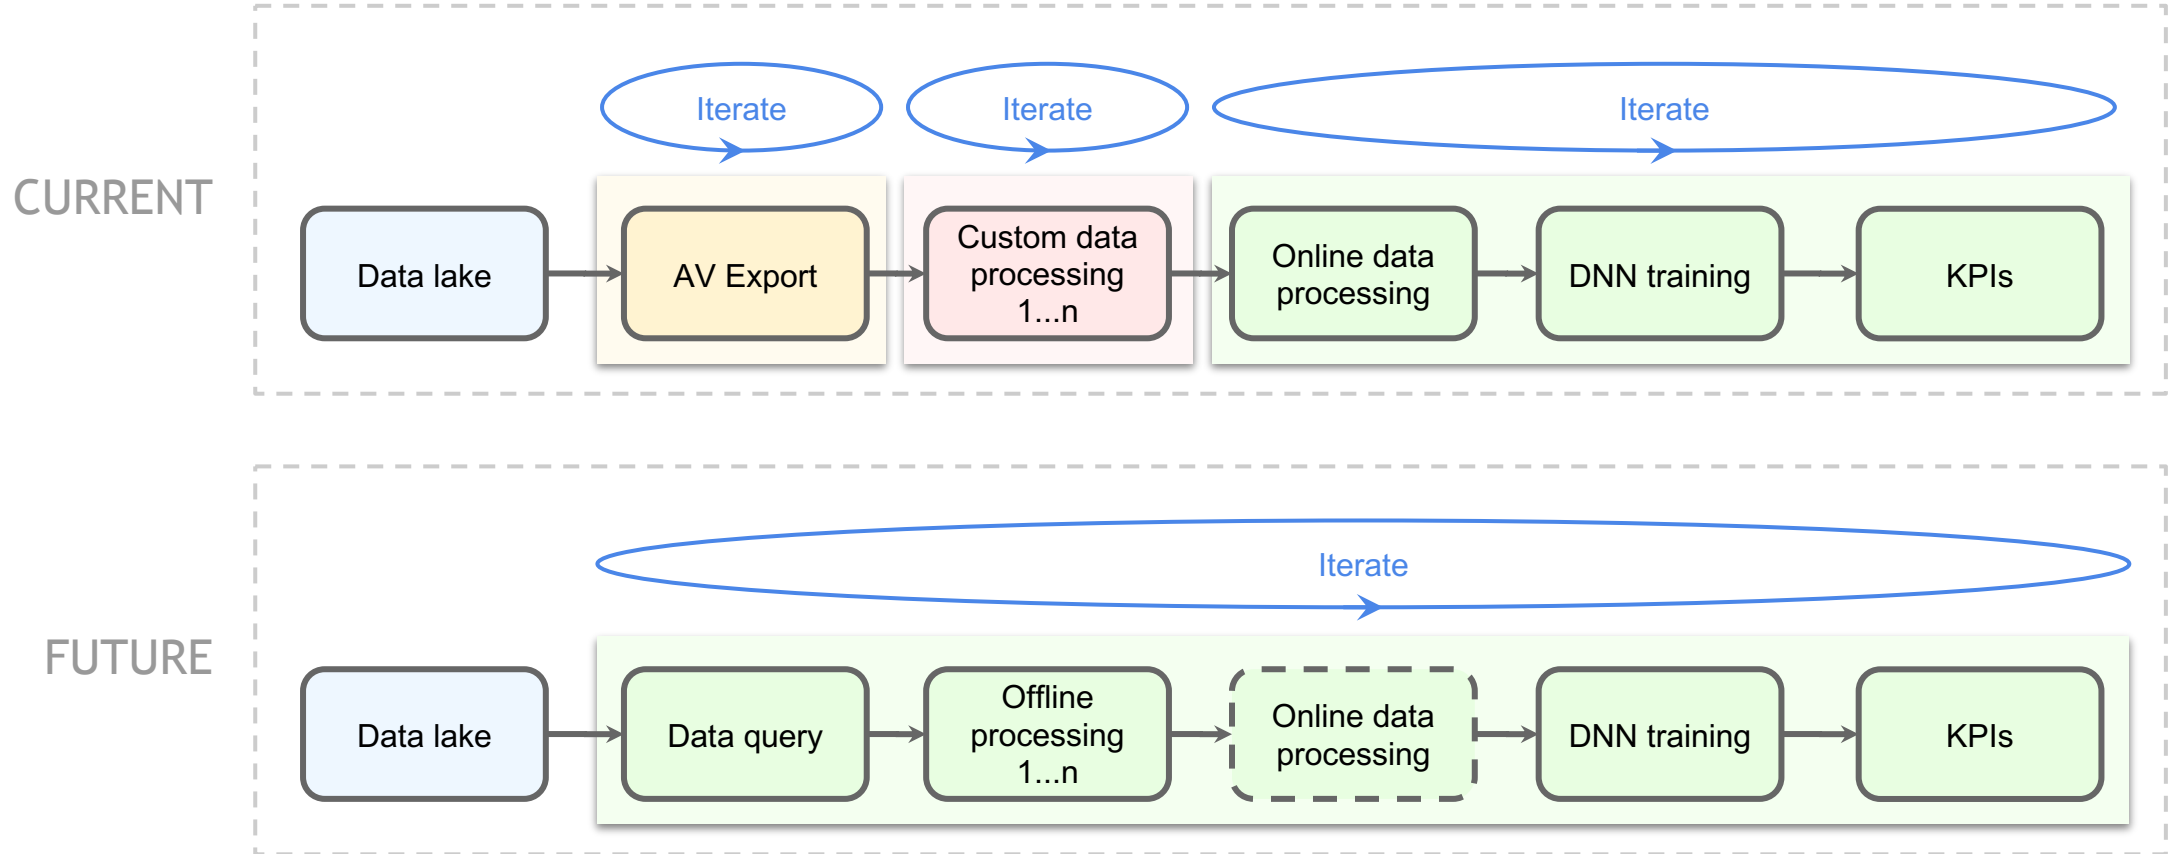 Iterate
Iterate
Iterate
CURRENT
Data lake
AV Export
Custom data
processing
1...n
Online data
processing
DNN training
KPIs
Iterate
FUTURE
Data lake
Data query
Offline
processing
1...n
Online data
processing
DNN training
KPIs